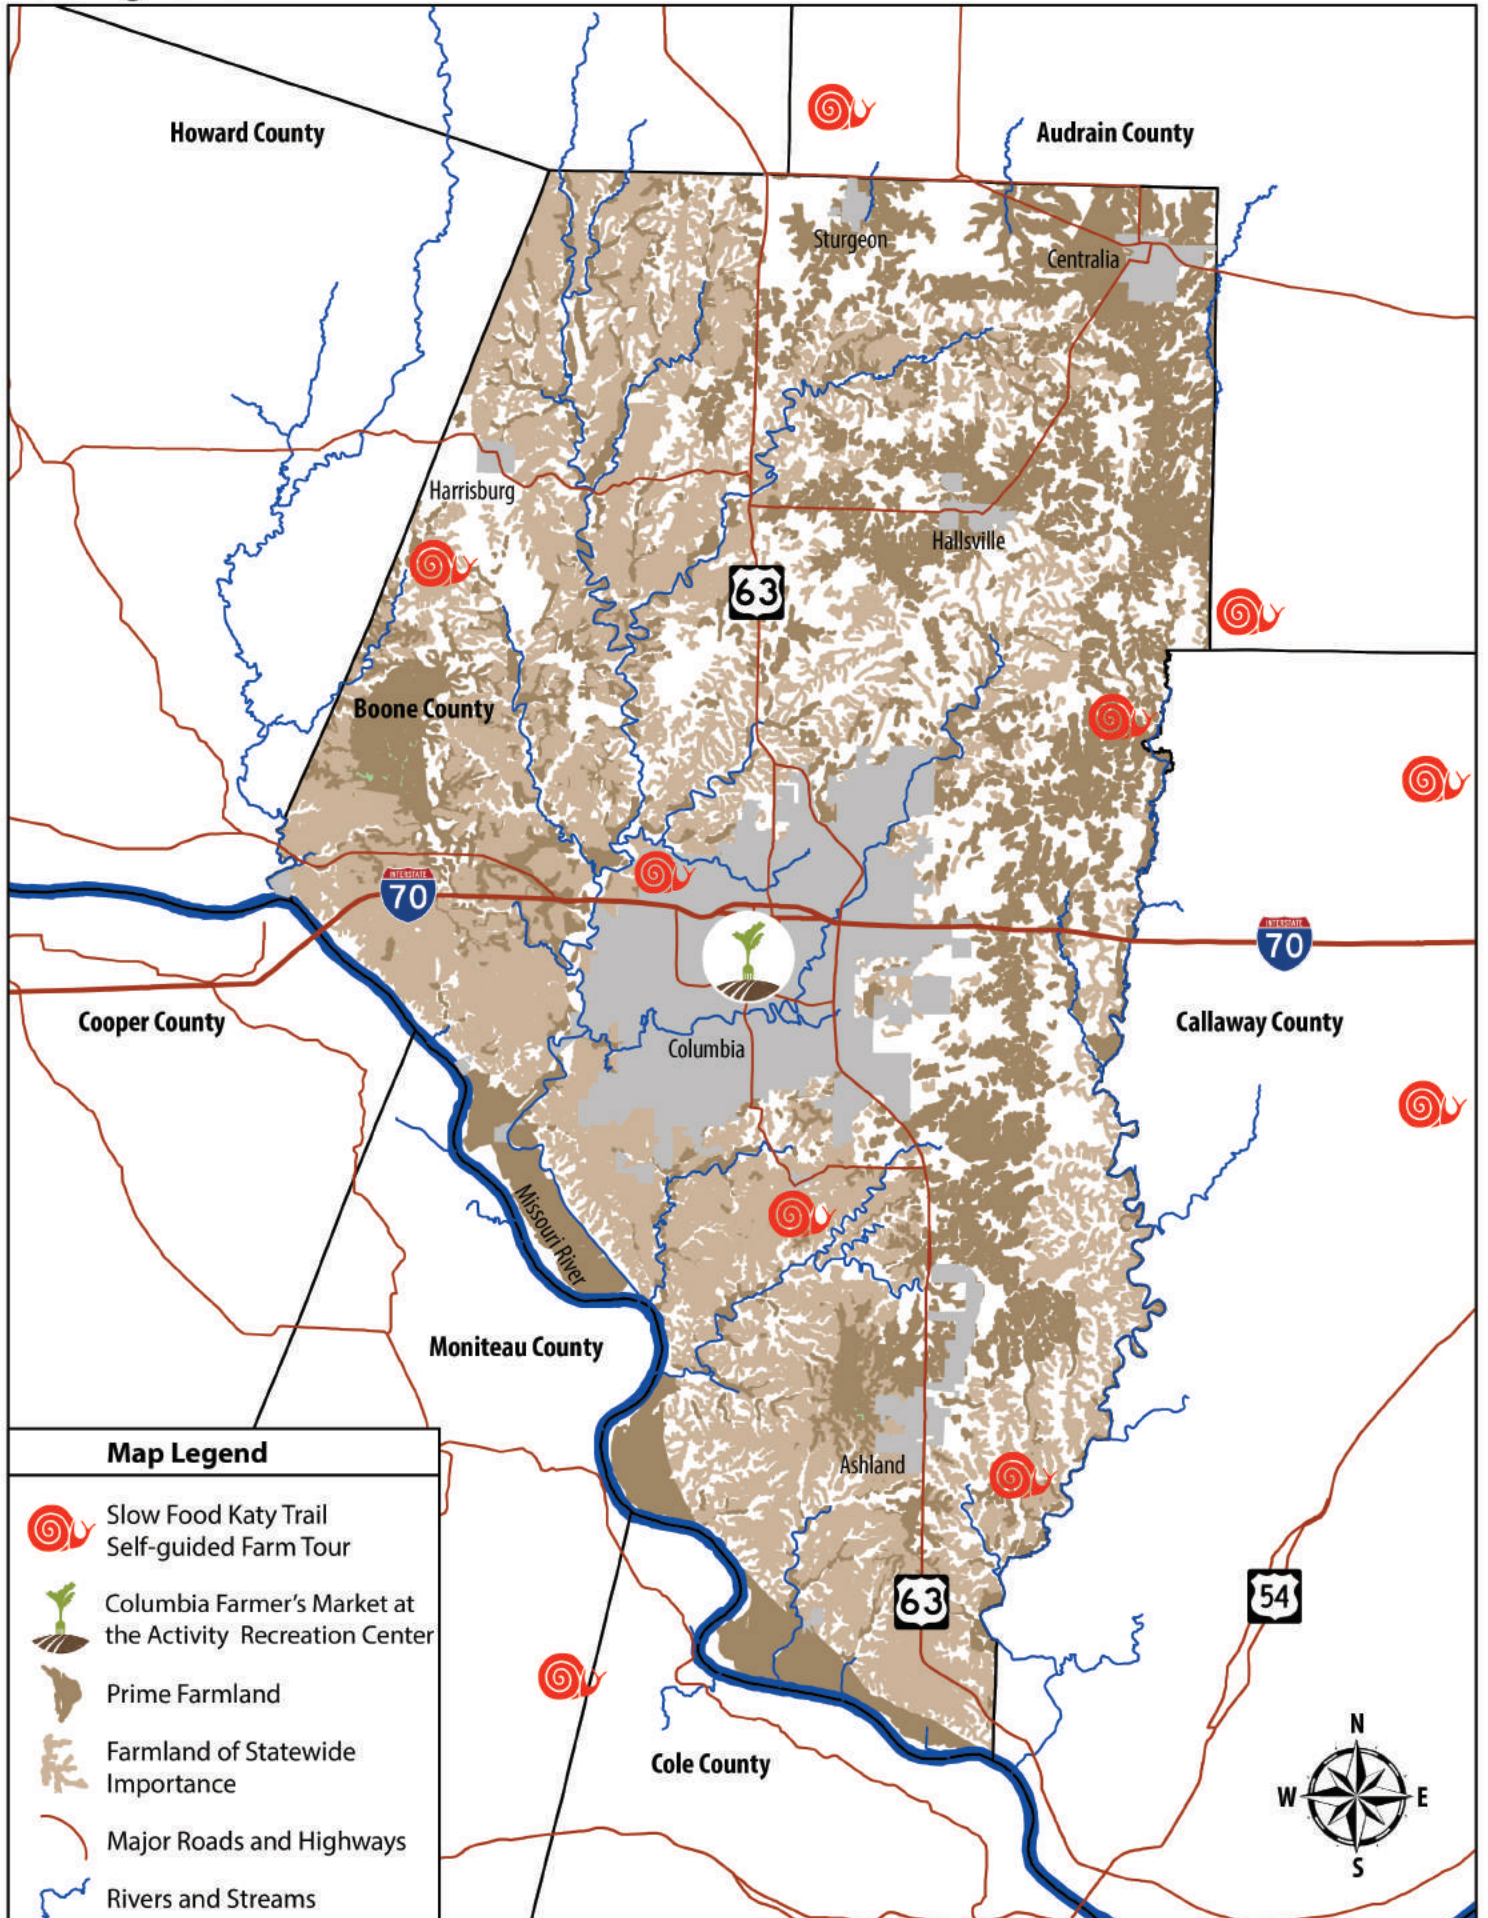 Howard County
Audrain County
Sturgeon
Centralia
Harrisburg
Hallsville
63
Boone County
INTERSTATE
70
INTERSTATE
70
Cooper County
Callaway County
Columbia
Missouri River
Moniteau County
Ashland
63
54
Cole County
N
W
E
S
Map Legend
Slow Food Katy Trail
Self-guided Farm Tour
Columbia Farmer's Market at
the Activity Recreation Center
Prime Farmland
Farmland of Statewide
Importance
Major Roads and Highways
Rivers and Streams